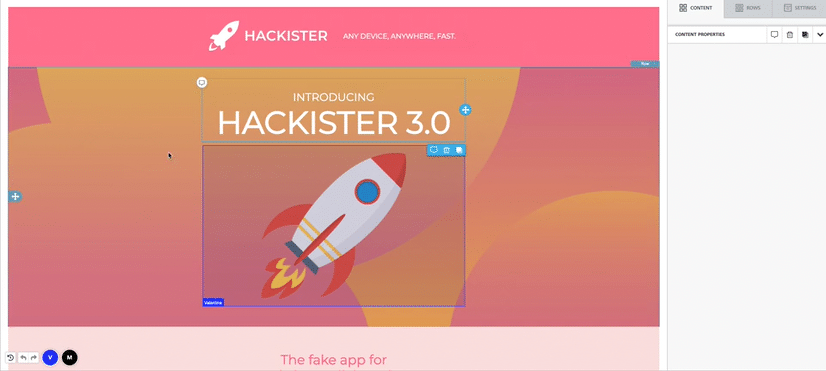 CONTENT
ROWS
SETTINGS
HACKISTER
ANY DEVICE, ANYWHERE, FAST.
CONTENT PROPERTIES
Row
INTRODUCING
HACKISTER 3.0
Valentine
V
M
The fake app for